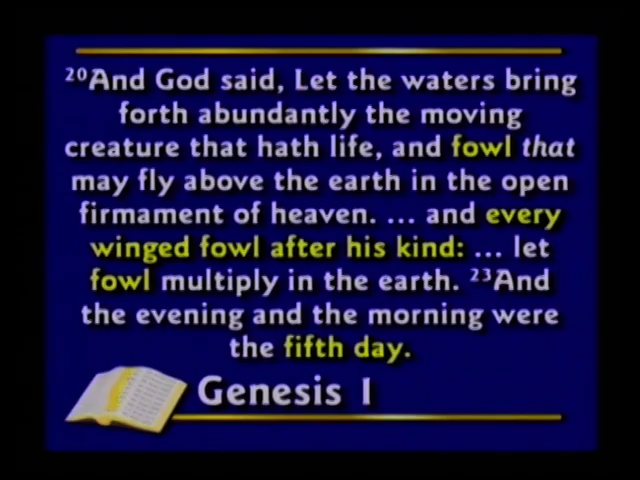 ²⁰And God said, Let the waters bring
forth abundantly the moving
creature that hath life, and fowl that
may fly above the earth in the open
firmament of heaven. ... and every
winged fowl after his kind: ... let
fowl multiply in the earth. ²³And
the evening and the morning were
the fifth day.
Genesis 1